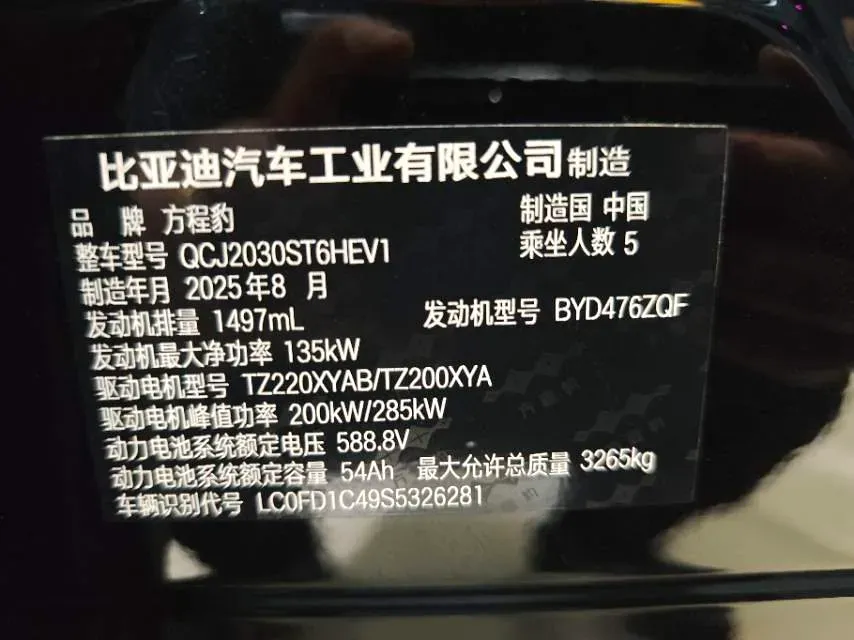 比亚迪汽车工业有限公司制造
品 牌 方程豹 制造国 中国
整车型号 QCJ2030ST6HEV1 乘坐人数 5
制造年月 2025年8 月
发动机排量 1497mL 发动机型号 BYD476ZQF
发动机最大净功率 135kW
驱动电机型号 TZ220XYAB/TZ200XYA
驱动电机峰值功率 200kW/285kW
动力电池系统额定电压 588.8V
动力电池系统额定容量 54Ah 最大允许总质量 3265kg
车辆识别代号 LC0FD1C49S5326281